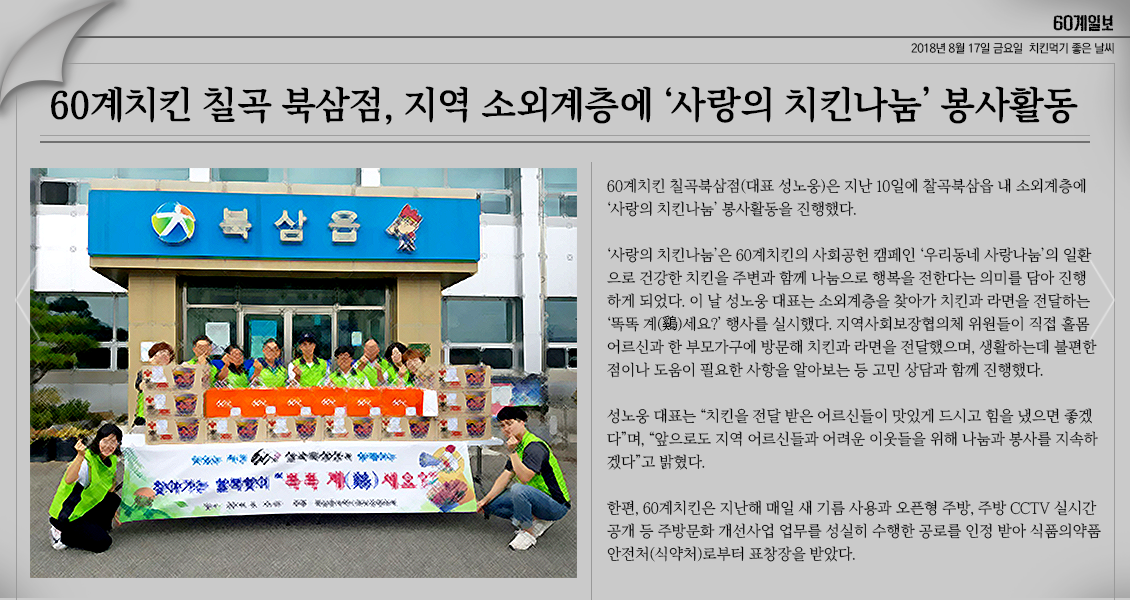 60계일보
2018년 8월 17일 금요일 치킨먹기 좋은 날씨
60계치킨 칠곡 북삼점, 지역 소외계층에 ‘사랑의 치킨나눔’ 봉사활동
북삼읍
“똑똑 계(鷄)세요?”
60계치킨 칠곡북삼점(대표 성노웅)은 지난 10일에 찰곡북삼읍 내 소외계층에
‘사랑의 치킨나눔’ 봉사활동을 진행했다.
‘사랑의 치킨나눔’은 60계치킨의 사회공헌 캠페인 ‘우리동네 사랑나눔’의 일환
으로 건강한 치킨을 주변과 함께 나눔으로 행복을 전한다는 의미를 담아 진행
하게 되었다. 이 날 성노웅 대표는 소외계층을 찾아가 치킨과 라면을 전달하는
‘똑똑 계(鷄)세요?’ 행사를 실시했다. 지역사회보장협의체 위원들이 직접 홀몸
어르신과 한 부모가구에 방문해 치킨과 라면을 전달했으며, 생활하는데 불편한
점이나 도움이 필요한 사항을 알아보는 등 고민 상담과 함께 진행했다.
성노웅 대표는 “치킨을 전달 받은 어르신들이 맛있게 드시고 힘을 냈으면 좋겠
다”며, “앞으로도 지역 어르신들과 어려운 이웃들을 위해 나눔과 봉사를 지속하
겠다”고 밝혔다.
한편, 60계치킨은 지난해 매일 새 기름 사용과 오픈형 주방, 주방 CCTV 실시간
공개 등 주방문화 개선사업 업무를 성실히 수행한 공로를 인정 받아 식품의약품
안전처(식약처)로부터 표창장을 받았다.